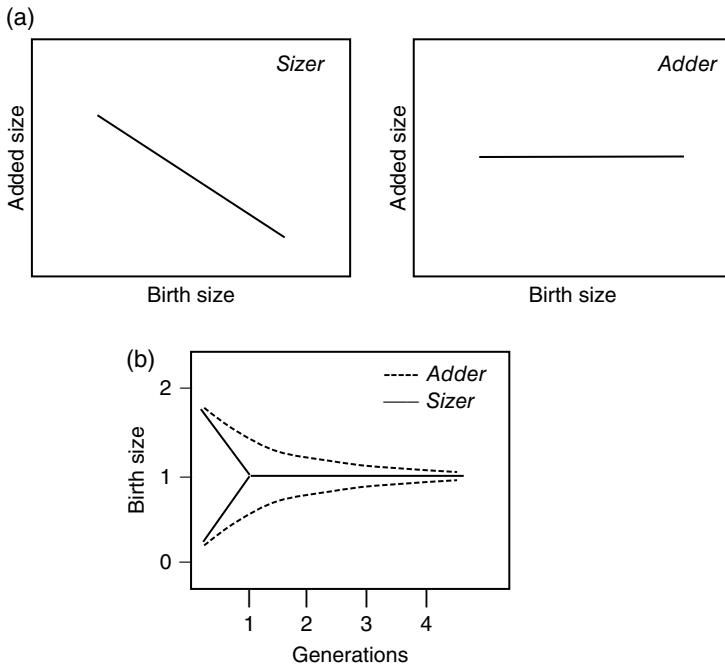 (a)
Sizer
Added size
Birth size
Adder
Added size
Birth size
(b)
Adder
Sizer
Birth size
2
1
0
1 2 3 4
Generations